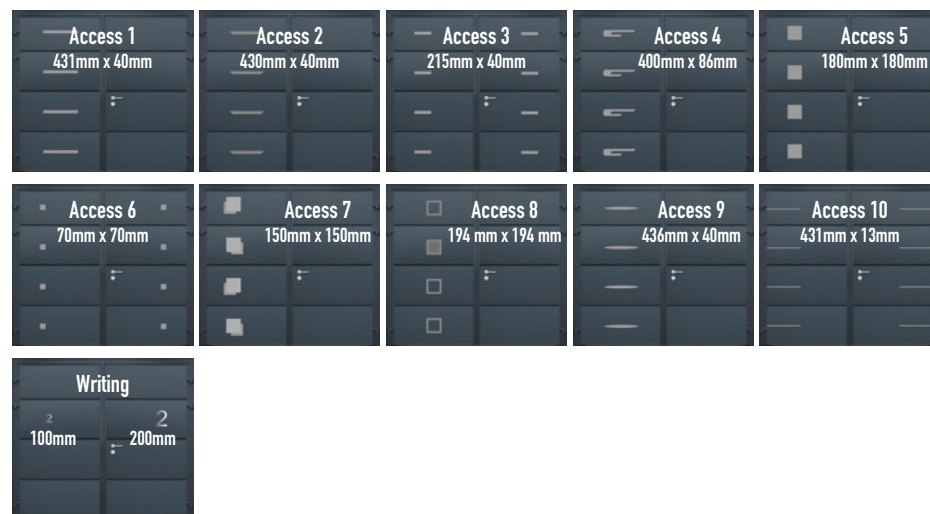 Access 1
431mm x 40mm
Access 2
430mm x 40mm
Access 3
215mm x 40mm
Access 4
400mm x 86mm
Access 5
180mm x 180mm
Access 6
70mm x 70mm
Access 7
150mm x 150mm
Access 8
194 mm x 194 mm
Access 9
436mm x 40mm
Access 10
431mm x 13mm
Writing
2 2
100mm 200mm